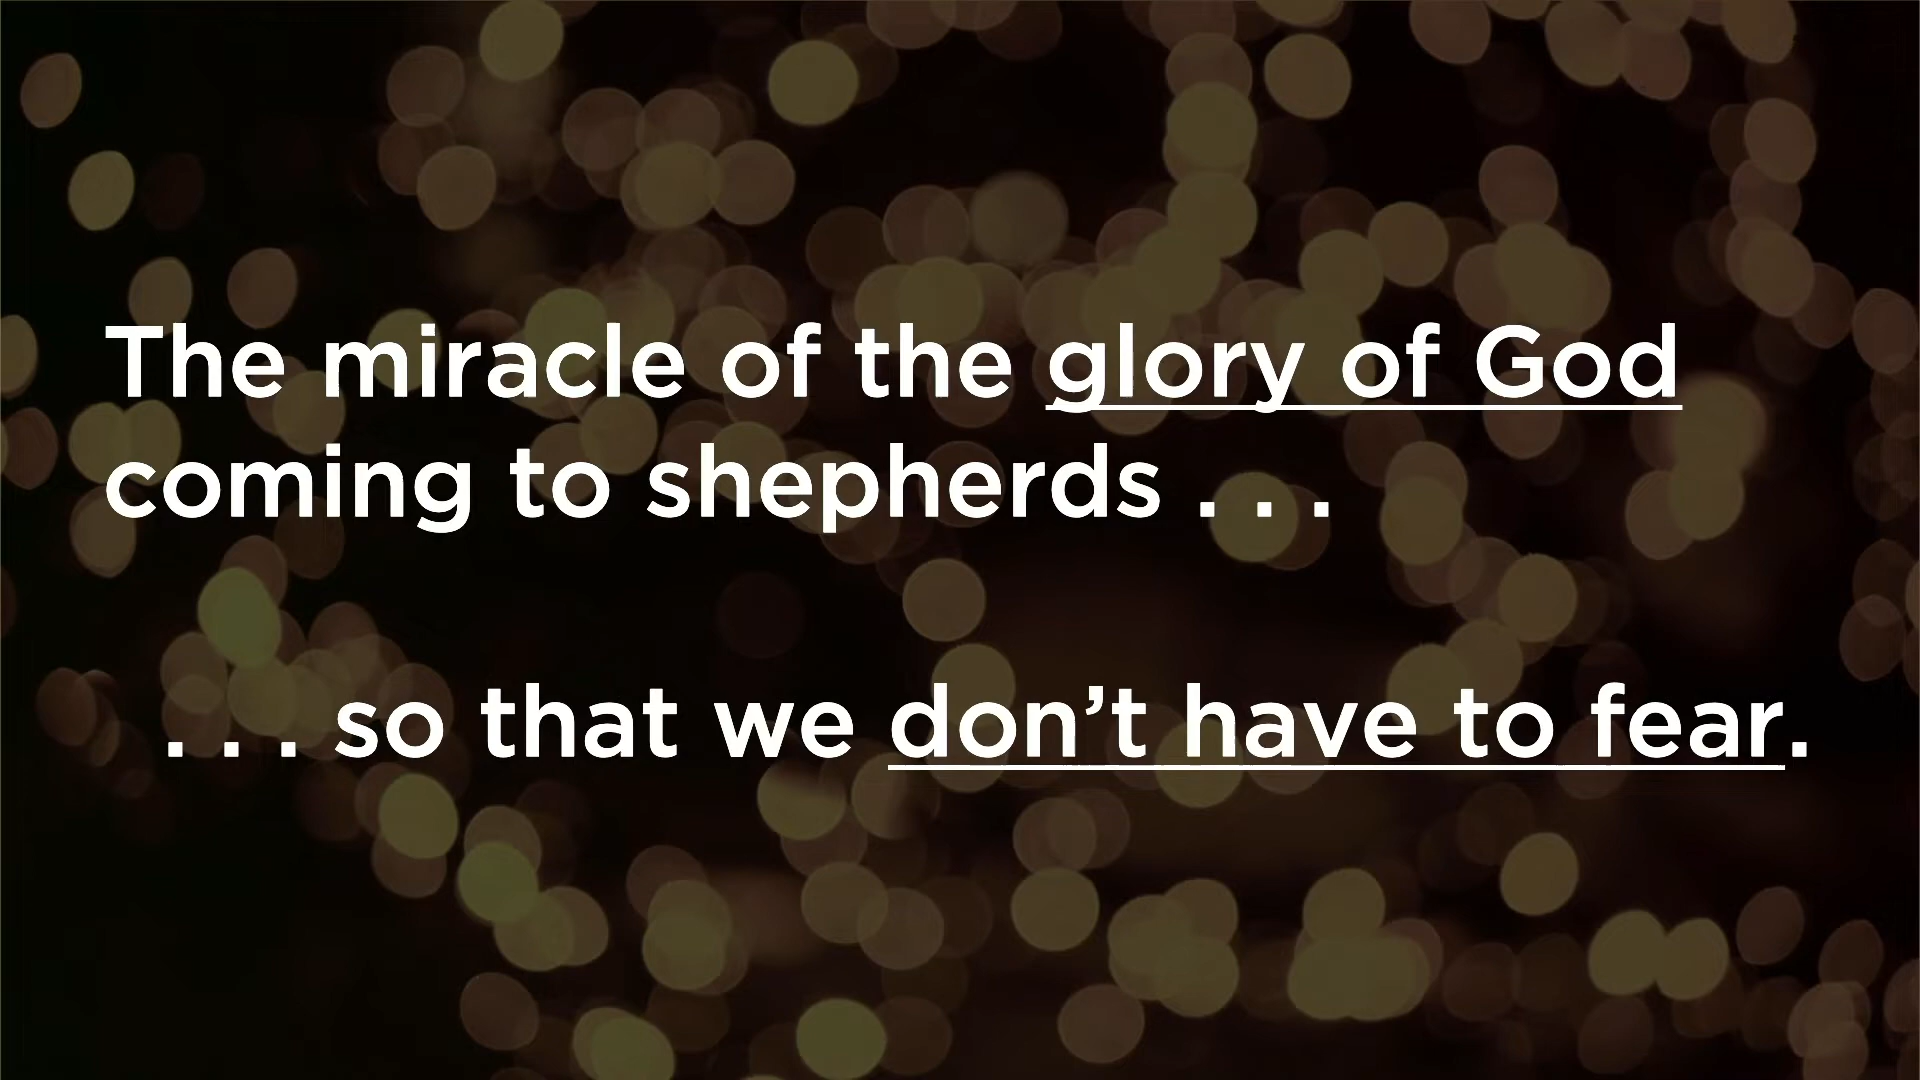 The miracle of the glory of God
coming to shepherds . . .
. . . so that we don’t have to fear.